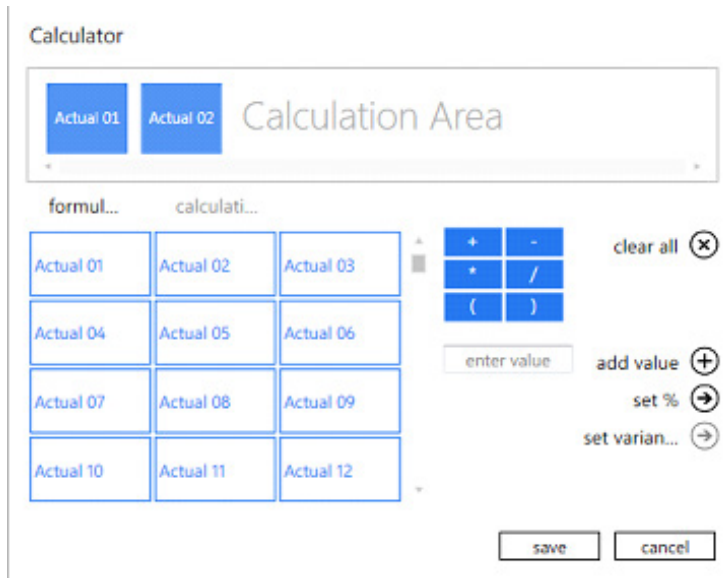 Calculator
Actual 01 Actual 02 Calculation Area
formul... calculati...
Actual 01 Actual 02 Actual 03
Actual 04 Actual 05 Actual 06
Actual 07 Actual 08 Actual 09
Actual 10 Actual 11 Actual 12
+ -
* /
( )
clear all
enter value
add value
set %
set varian...
save cancel